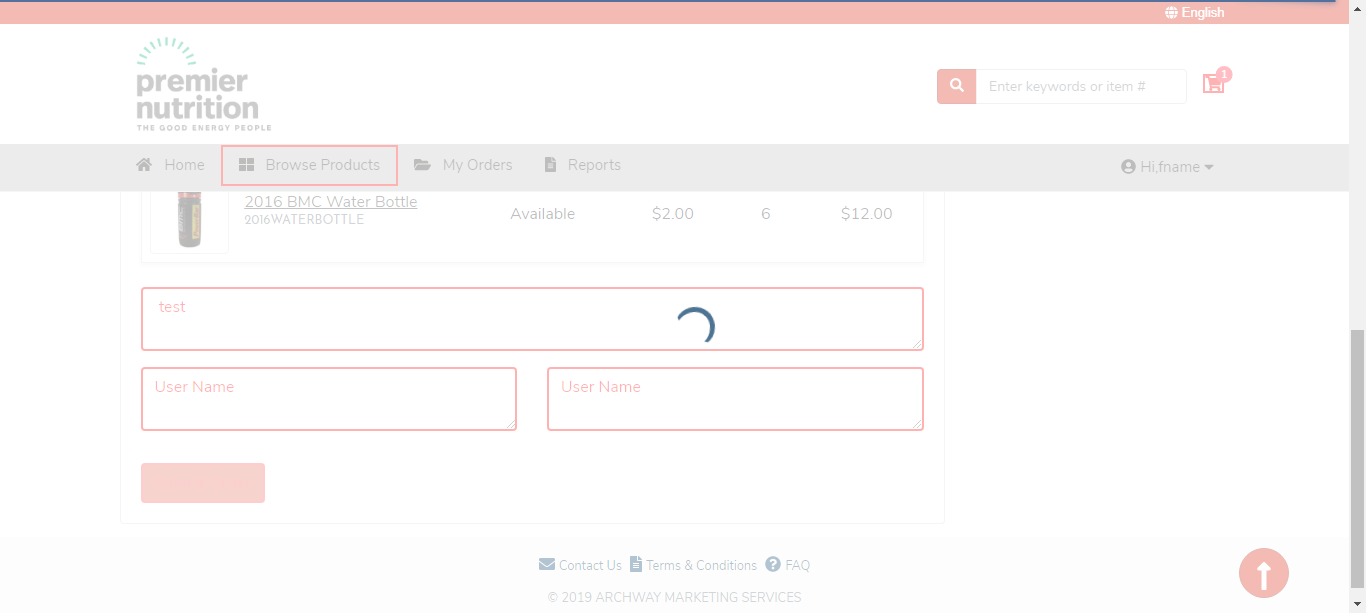 English
premier
nutrition
THE GOOD ENERGY PEOPLE
Enter keywords or item #
1
Home
Browse Products
My Orders
Reports
Hi,fname
2016 BMC Water Bottle
2016WATERBOTTLE
Available
$2.00
6
$12.00
test
User Name
User Name
Contact Us
Terms & Conditions
FAQ
© 2019 ARCHWAY MARKETING SERVICES